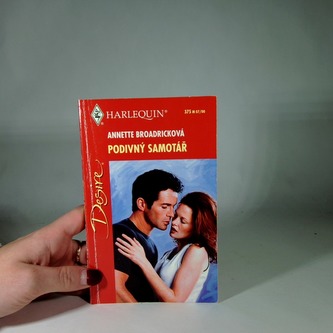 HARLEQUIN®
ANNETTE BROADRICKOVÁ
PODIVNÝ SAMOTÁŘ
Desire